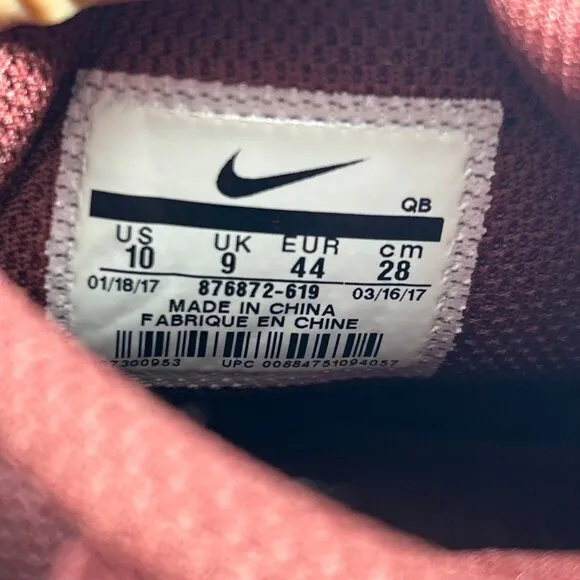 QB
US UK EUR cm
10 9 44 28
01/18/17 876872-619 03/16/17
MADE IN CHINA
FABRIQUE EN CHINE
7300953 UPC 00884751094057